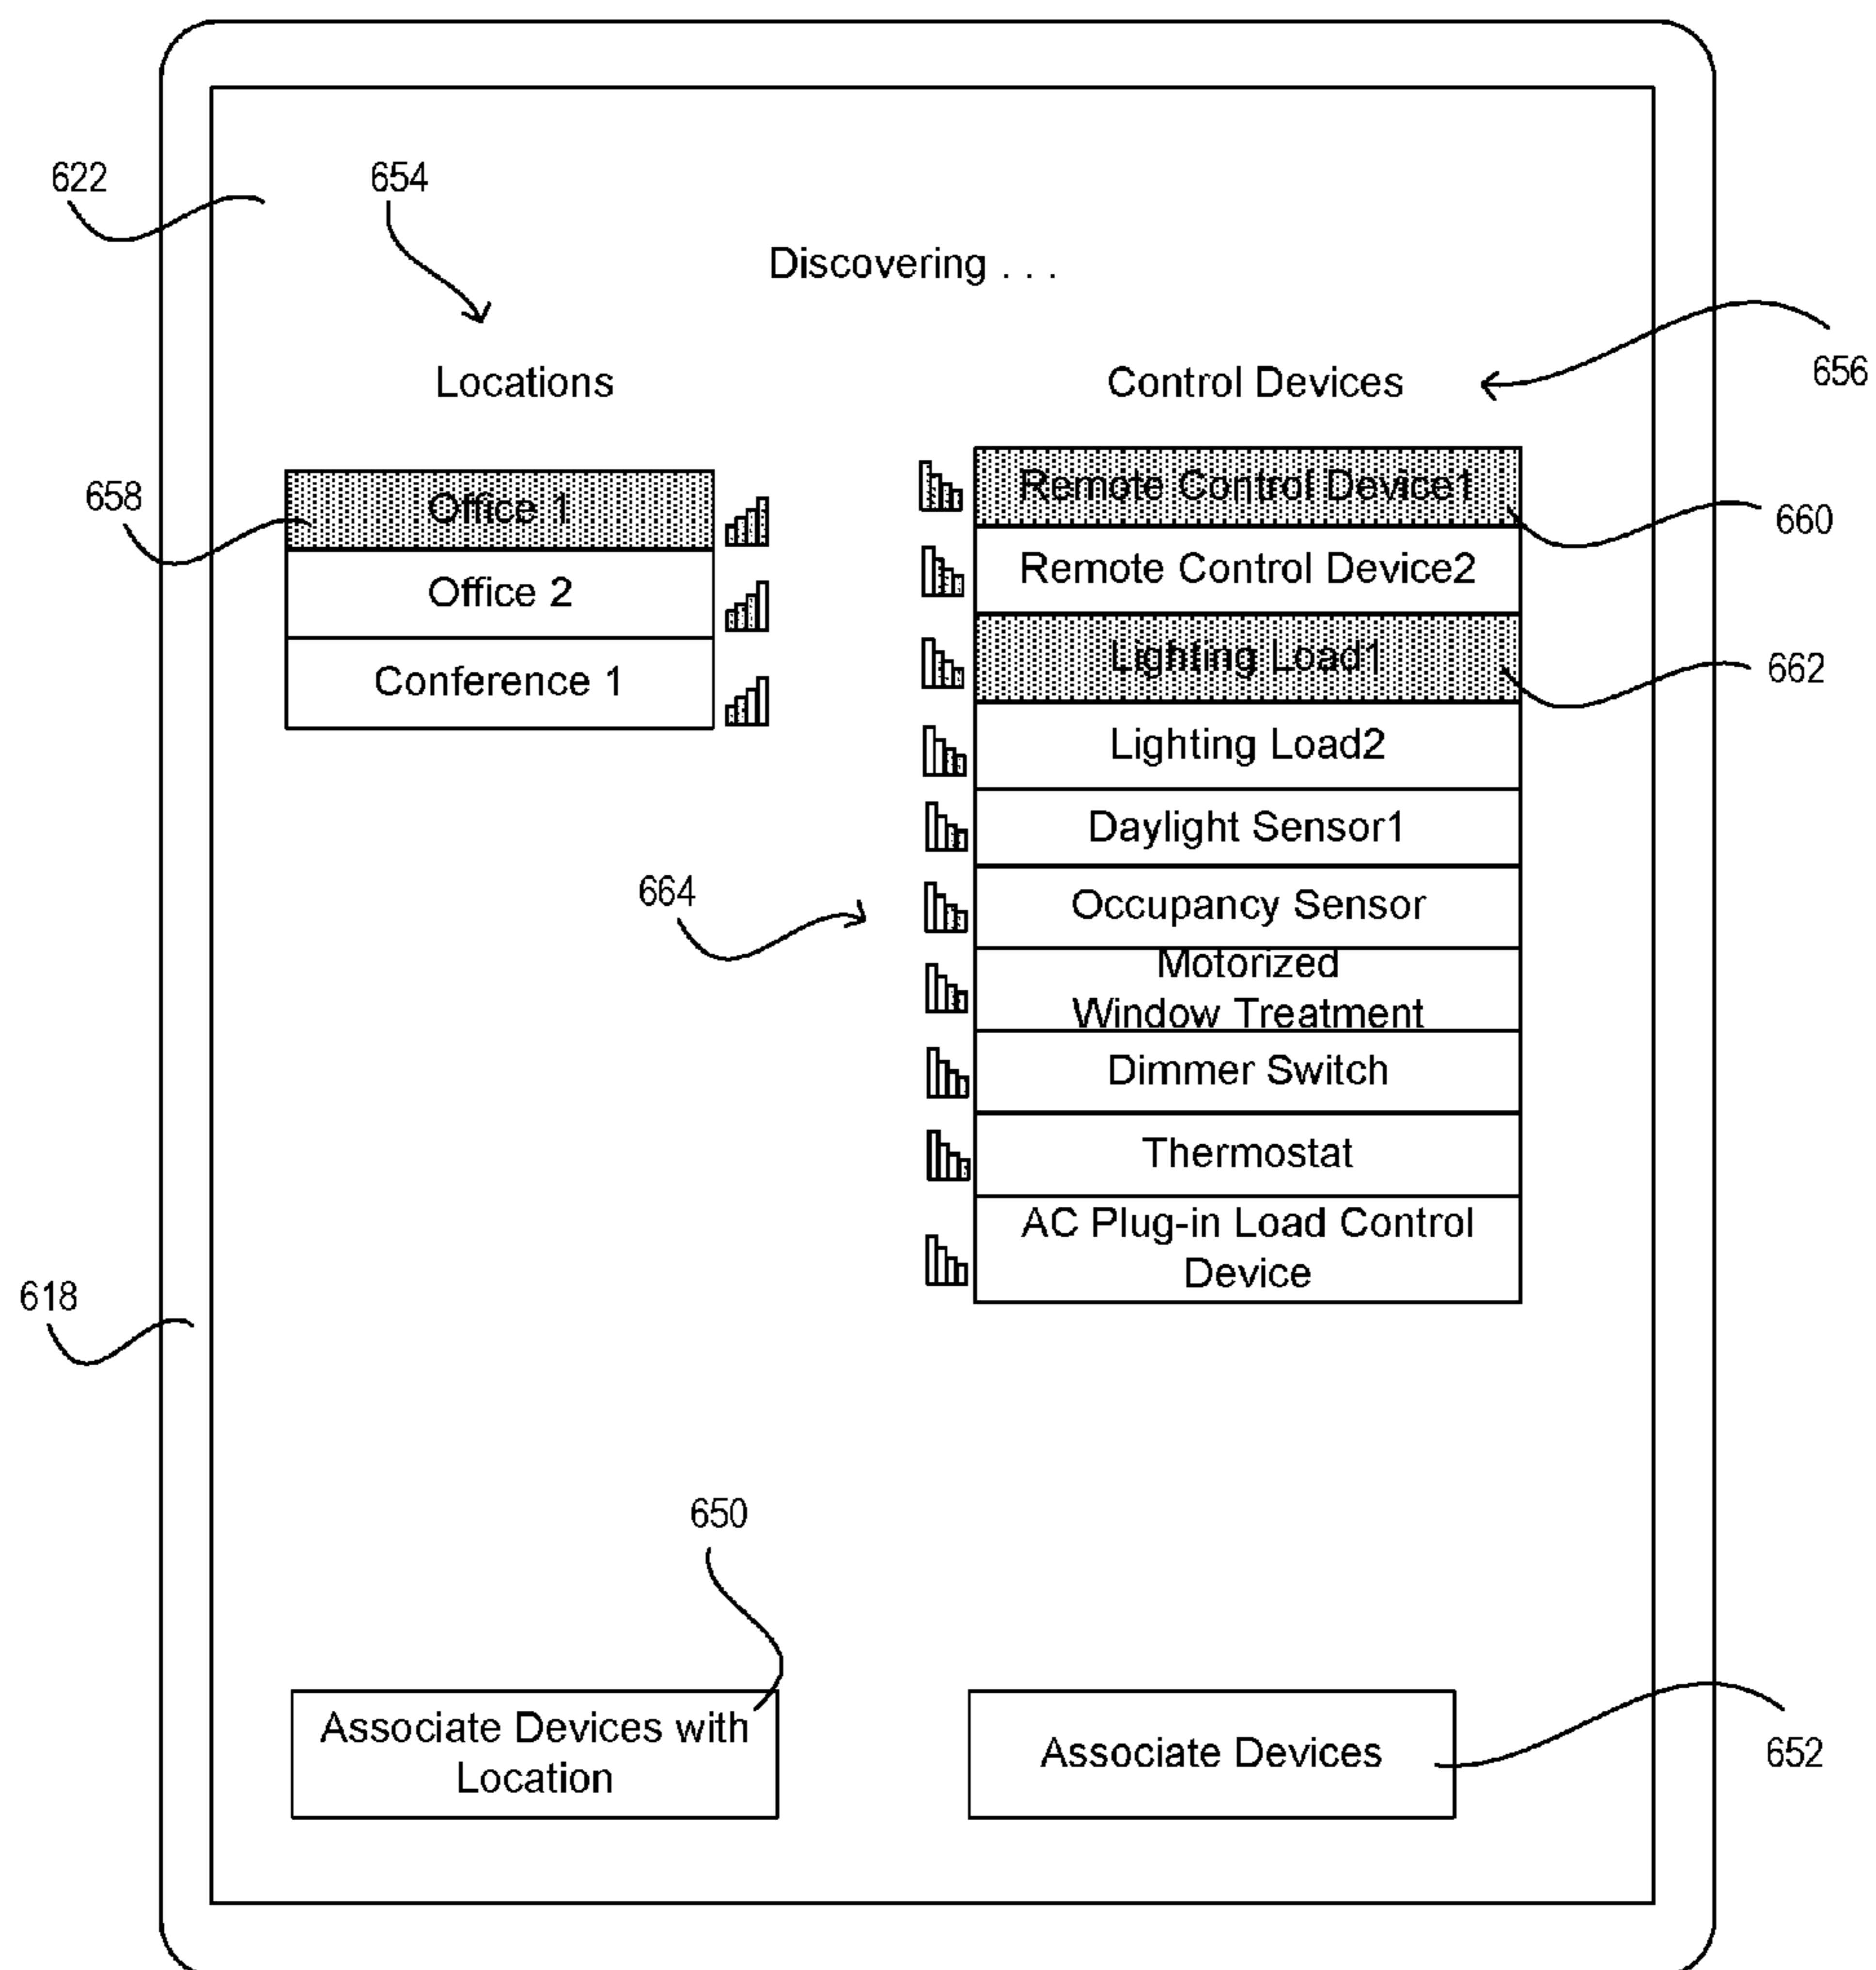 622
654
Discovering . . .
656
Locations
Control Devices
658
Office 1
Office 2
Conference 1
Remote Control Device1
660
Remote Control Device2
Lighting Load1
662
Lighting Load2
Daylight Sensor1
664
Occupancy Sensor
Motorized
Window Treatment
Dimmer Switch
Thermostat
AC Plug-in Load Control
Device
618
650
Associate Devices with
Location
Associate Devices
652